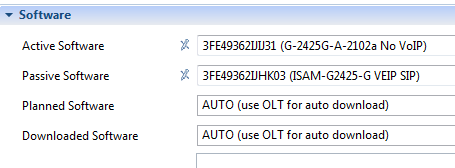 Software
Active Software 3FE49362IJIJ31 (G-2425G-A-2102a No VoIP)
Passive Software 3FE49362IJHK03 (ISAM-G2425-G VEIP SIP)
Planned Software AUTO (use OLT for auto download)
Downloaded Software AUTO (use OLT for auto download)